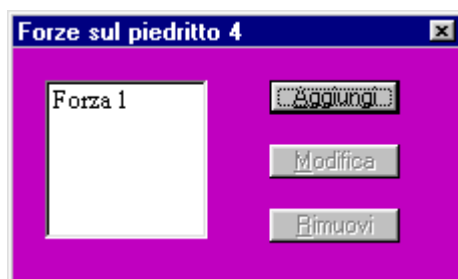 Forze sul piedritto 4
Forza 1
Aggiungi
Modifica
Rimuovi